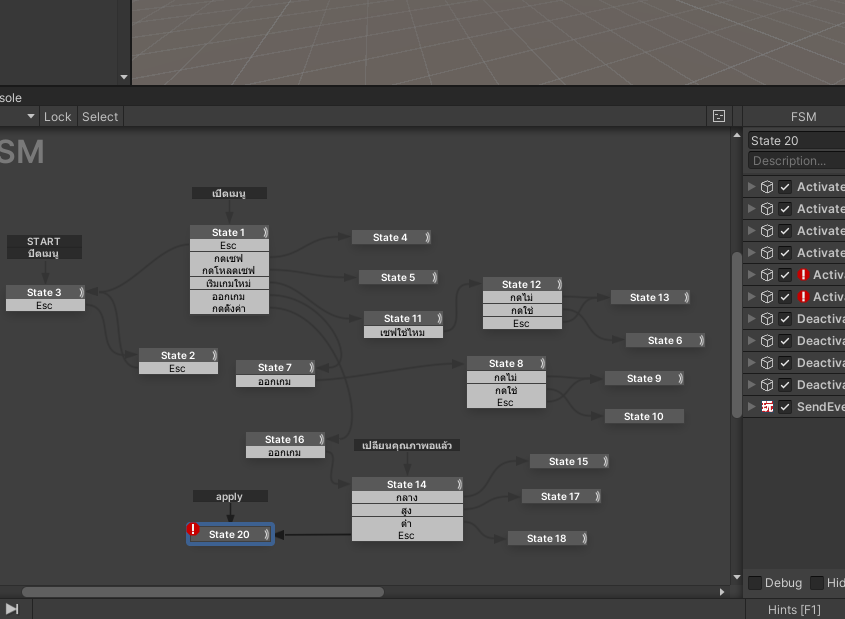 sole
Lock
Select
FSM
SM
State 20
Description...
เปิดเมนู
State 1
Esc
กดเซฟ
กดโหลดเซฟ
เริ่มเกมใหม่
ออกเกม
กดตั้งค่า
START
ปิดเมนู
State 3
Esc
State 4
State 5
State 11
เซฟใช่ไหม
State 12
กดไม่
กดใช่
Esc
State 13
State 6
State 2
Esc
State 7
ออกเกม
State 8
กดไม่
กดใช่
Esc
State 9
State 10
State 16
ออกเกม
เปลี่ยนคุณภาพแล้ว
State 14
กลาง
สูง
ต่ำ
Esc
State 15
State 17
State 18
apply
State 20
Activate
Activate
Activate
Activate
Activa
Activa
Deactiva
Deactiva
Deactiva
Deactiva
SendEve
Debug
Hid
Hints [F1]